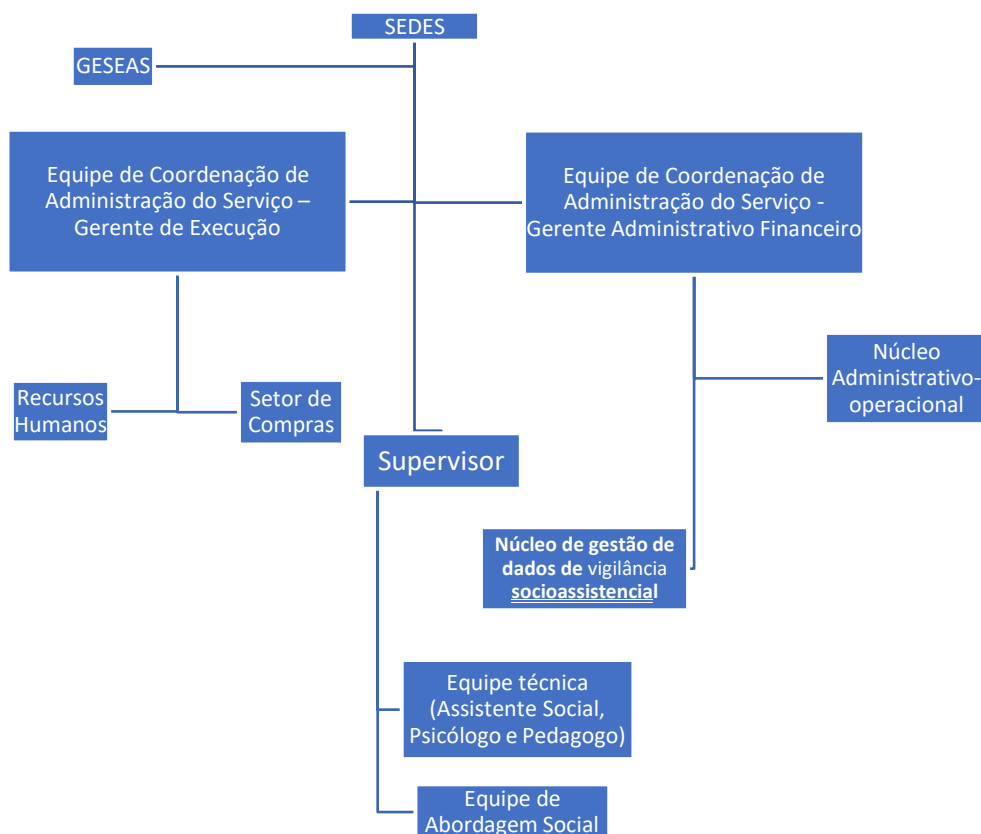 SEDES
GESEAS
Equipe de Coordenação de
Administração do Serviço –
Gerente de Execução
Equipe de Coordenação de
Administração do Serviço -
Gerente Administrativo Financeiro
Recursos
Humanos
Setor de
Compras
Núcleo
Administrativo-
operacional
Supervisor
Núcleo de gestão de
dados de vigilância
socioassistencial
Equipe técnica
(Assistente Social,
Psicólogo e Pedagogo)
Equipe de
Abordagem Social